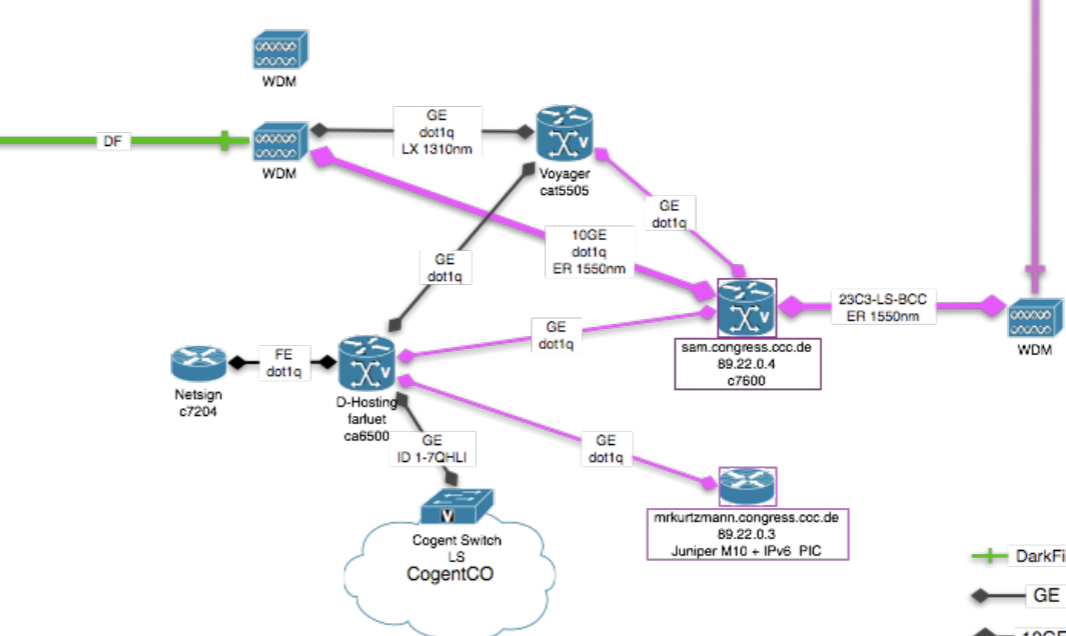 WDM
DF
WDM
GE
dot1q
LX 1310nm
Voyager
cat5505
GE
dot1q
10GE
dot1q
ER 1550nm
GE
dot1q
23C3-LS-BCC
ER 1550nm
WDM
sam.congress.ccc.de
89.22.0.4
c7600
GE
dot1q
FE
dot1q
Netsign
c7204
D-Hosting
farluet
ca6500
GE
ID 1-7QHLI
GE
dot1q
mrkurtzmann.congress.ccc.de
89.22.0.3
Juniper M10 + IPv6 PIC
V
Cogent Switch
LS
CogentCO
DarkFi
GE
10GE